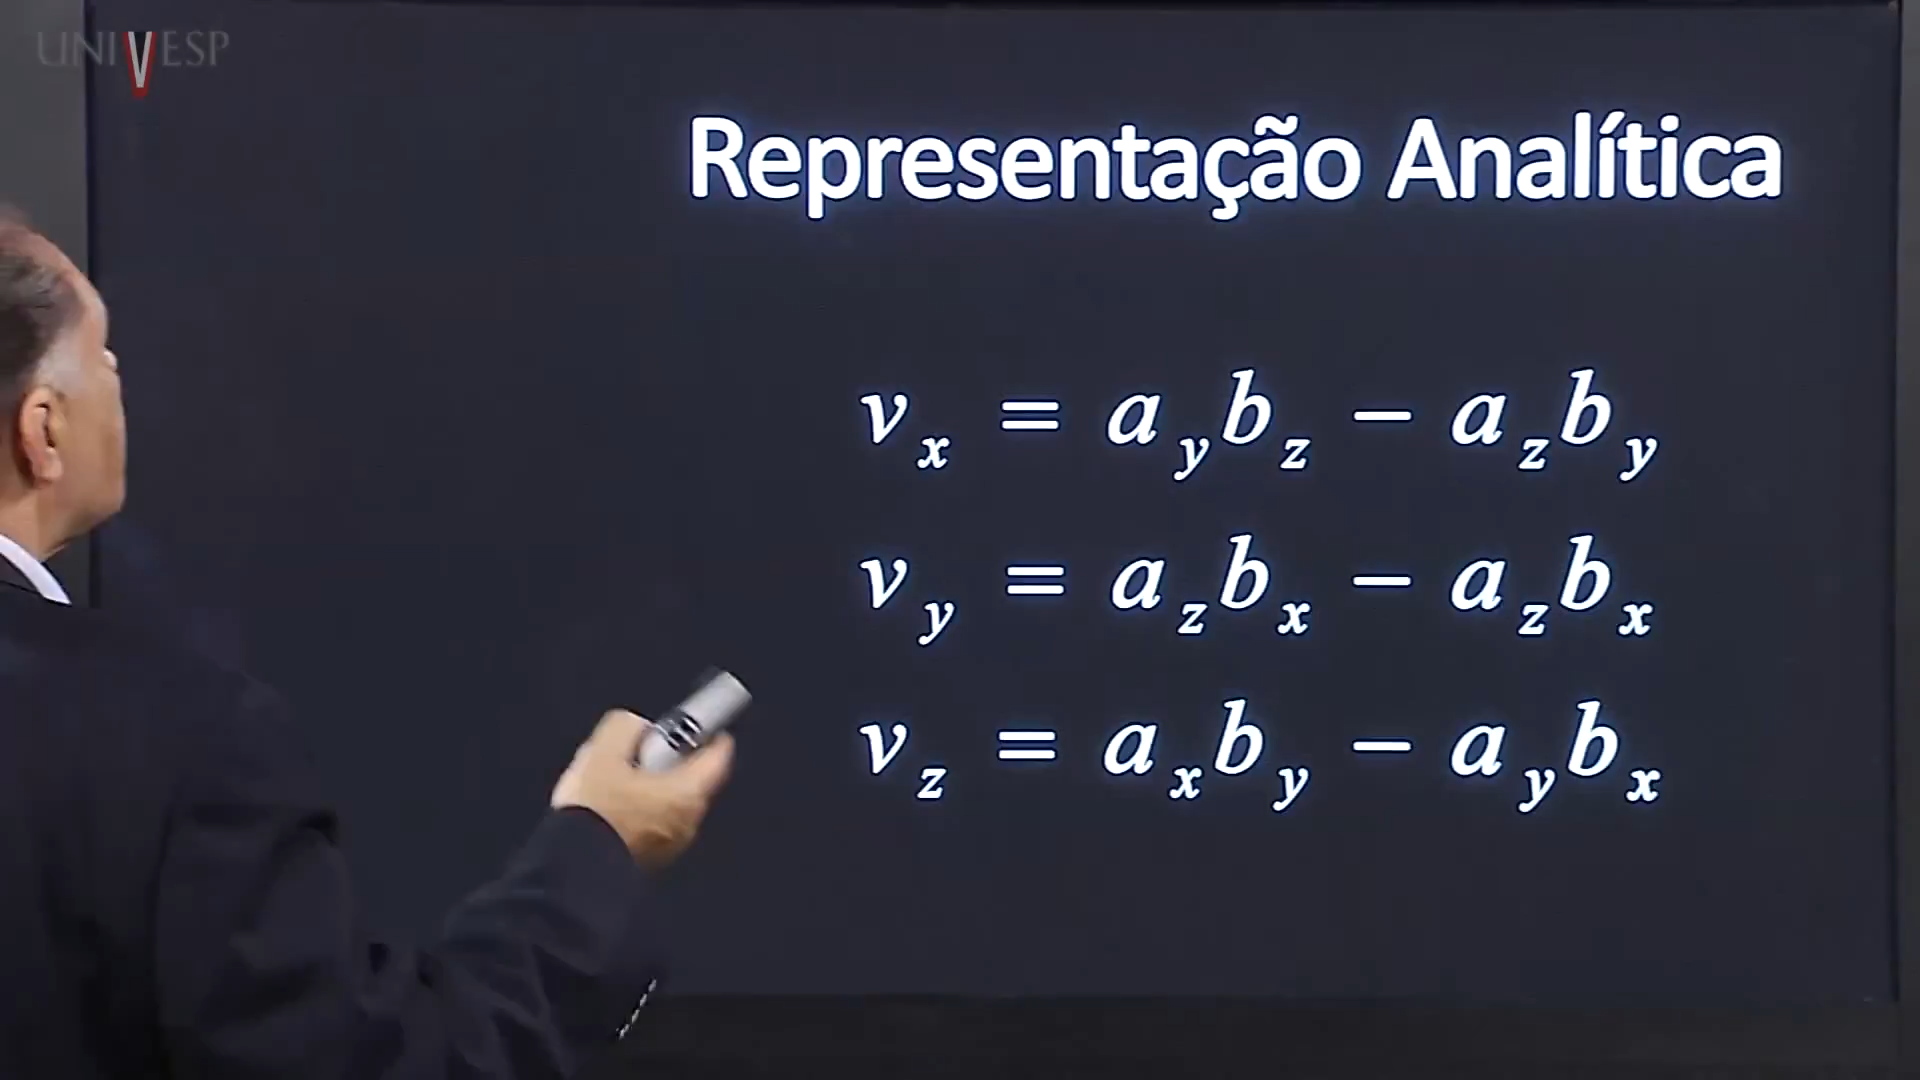 UNIVESP
Representação Analítica
v_x = a_y b_z − a_z b_y
v_y = a_z b_x − a_z b_x
v_z = a_x b_y − a_y b_x